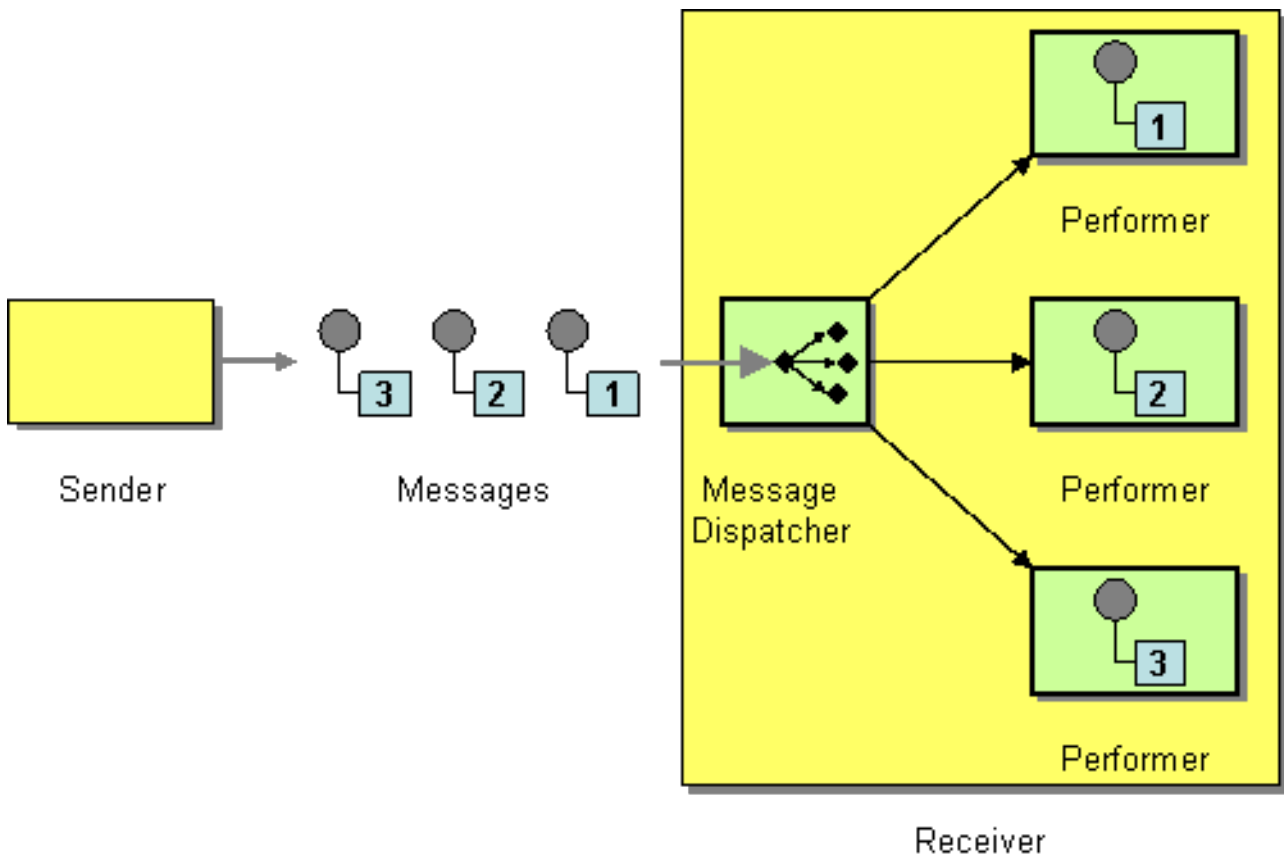 1
Performer
3 2 1
2
Sender
Messages
Message
Dispatcher
Performer
3
Performer
Receiver